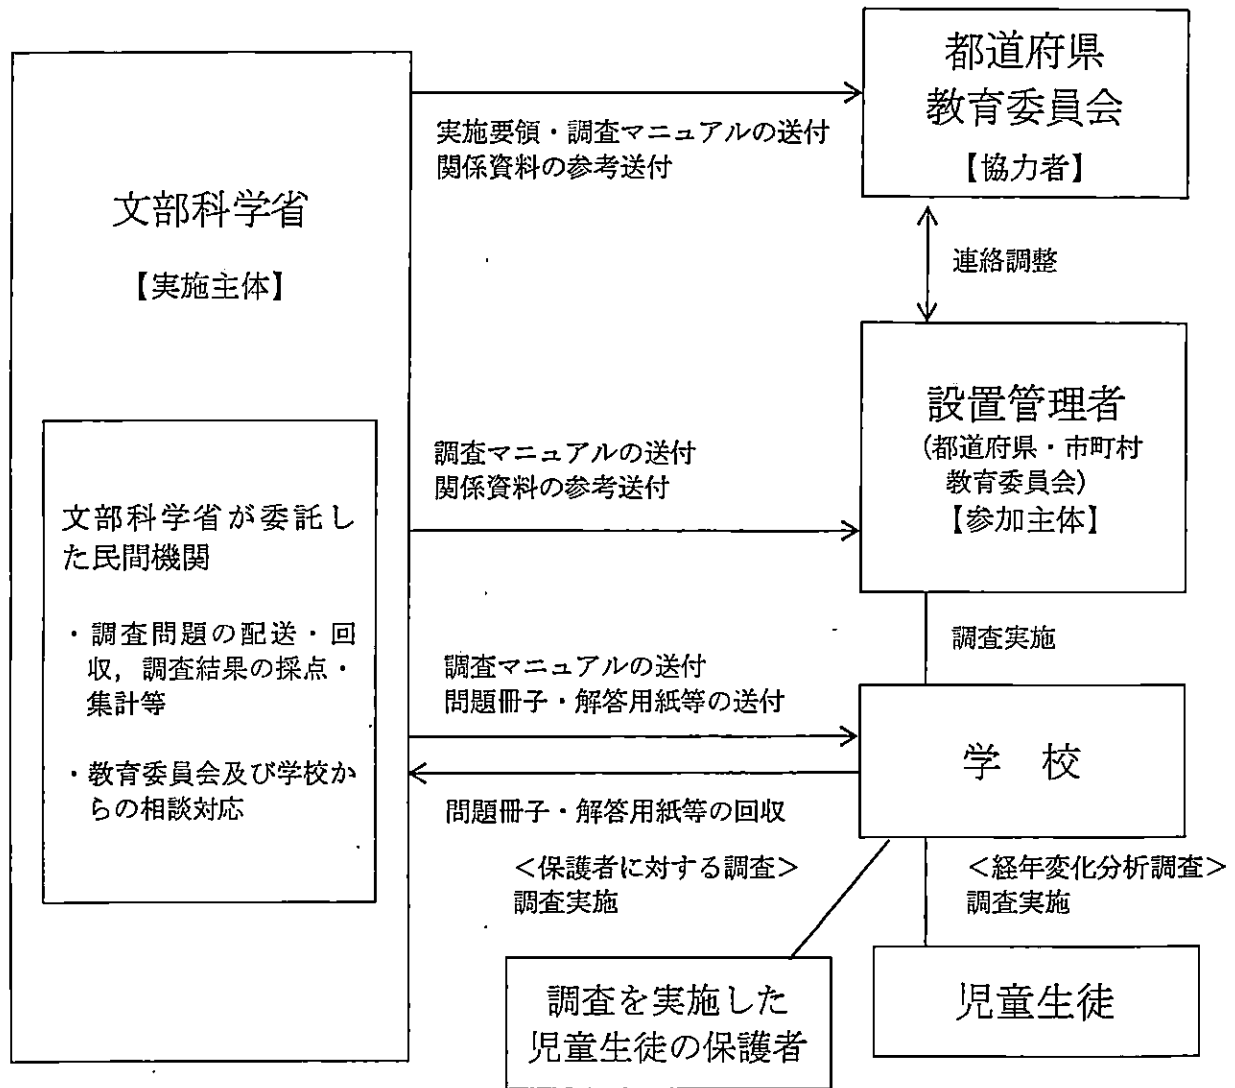 文部科学省
【実施主体】
文部科学省が委託し
た民間機関
・調査問題の配送・回
収，調査結果の採点・
集計等
・教育委員会及び学校か
らの相談対応
実施要領・調査マニュアルの送付
関係資料の参考送付
都道府県
教育委員会
【協力者】
連絡調整
調査マニュアルの送付
関係資料の参考送付
設置管理者
(都道府県・市町村
教育委員会)
【参加主体】
調査実施
調査マニュアルの送付
問題冊子・解答用紙等の送付
学　校
問題冊子・解答用紙等の回収
＜保護者に対する調査＞
調査実施
＜経年変化分析調査＞
調査実施
調査を実施した
児童生徒の保護者
児童生徒